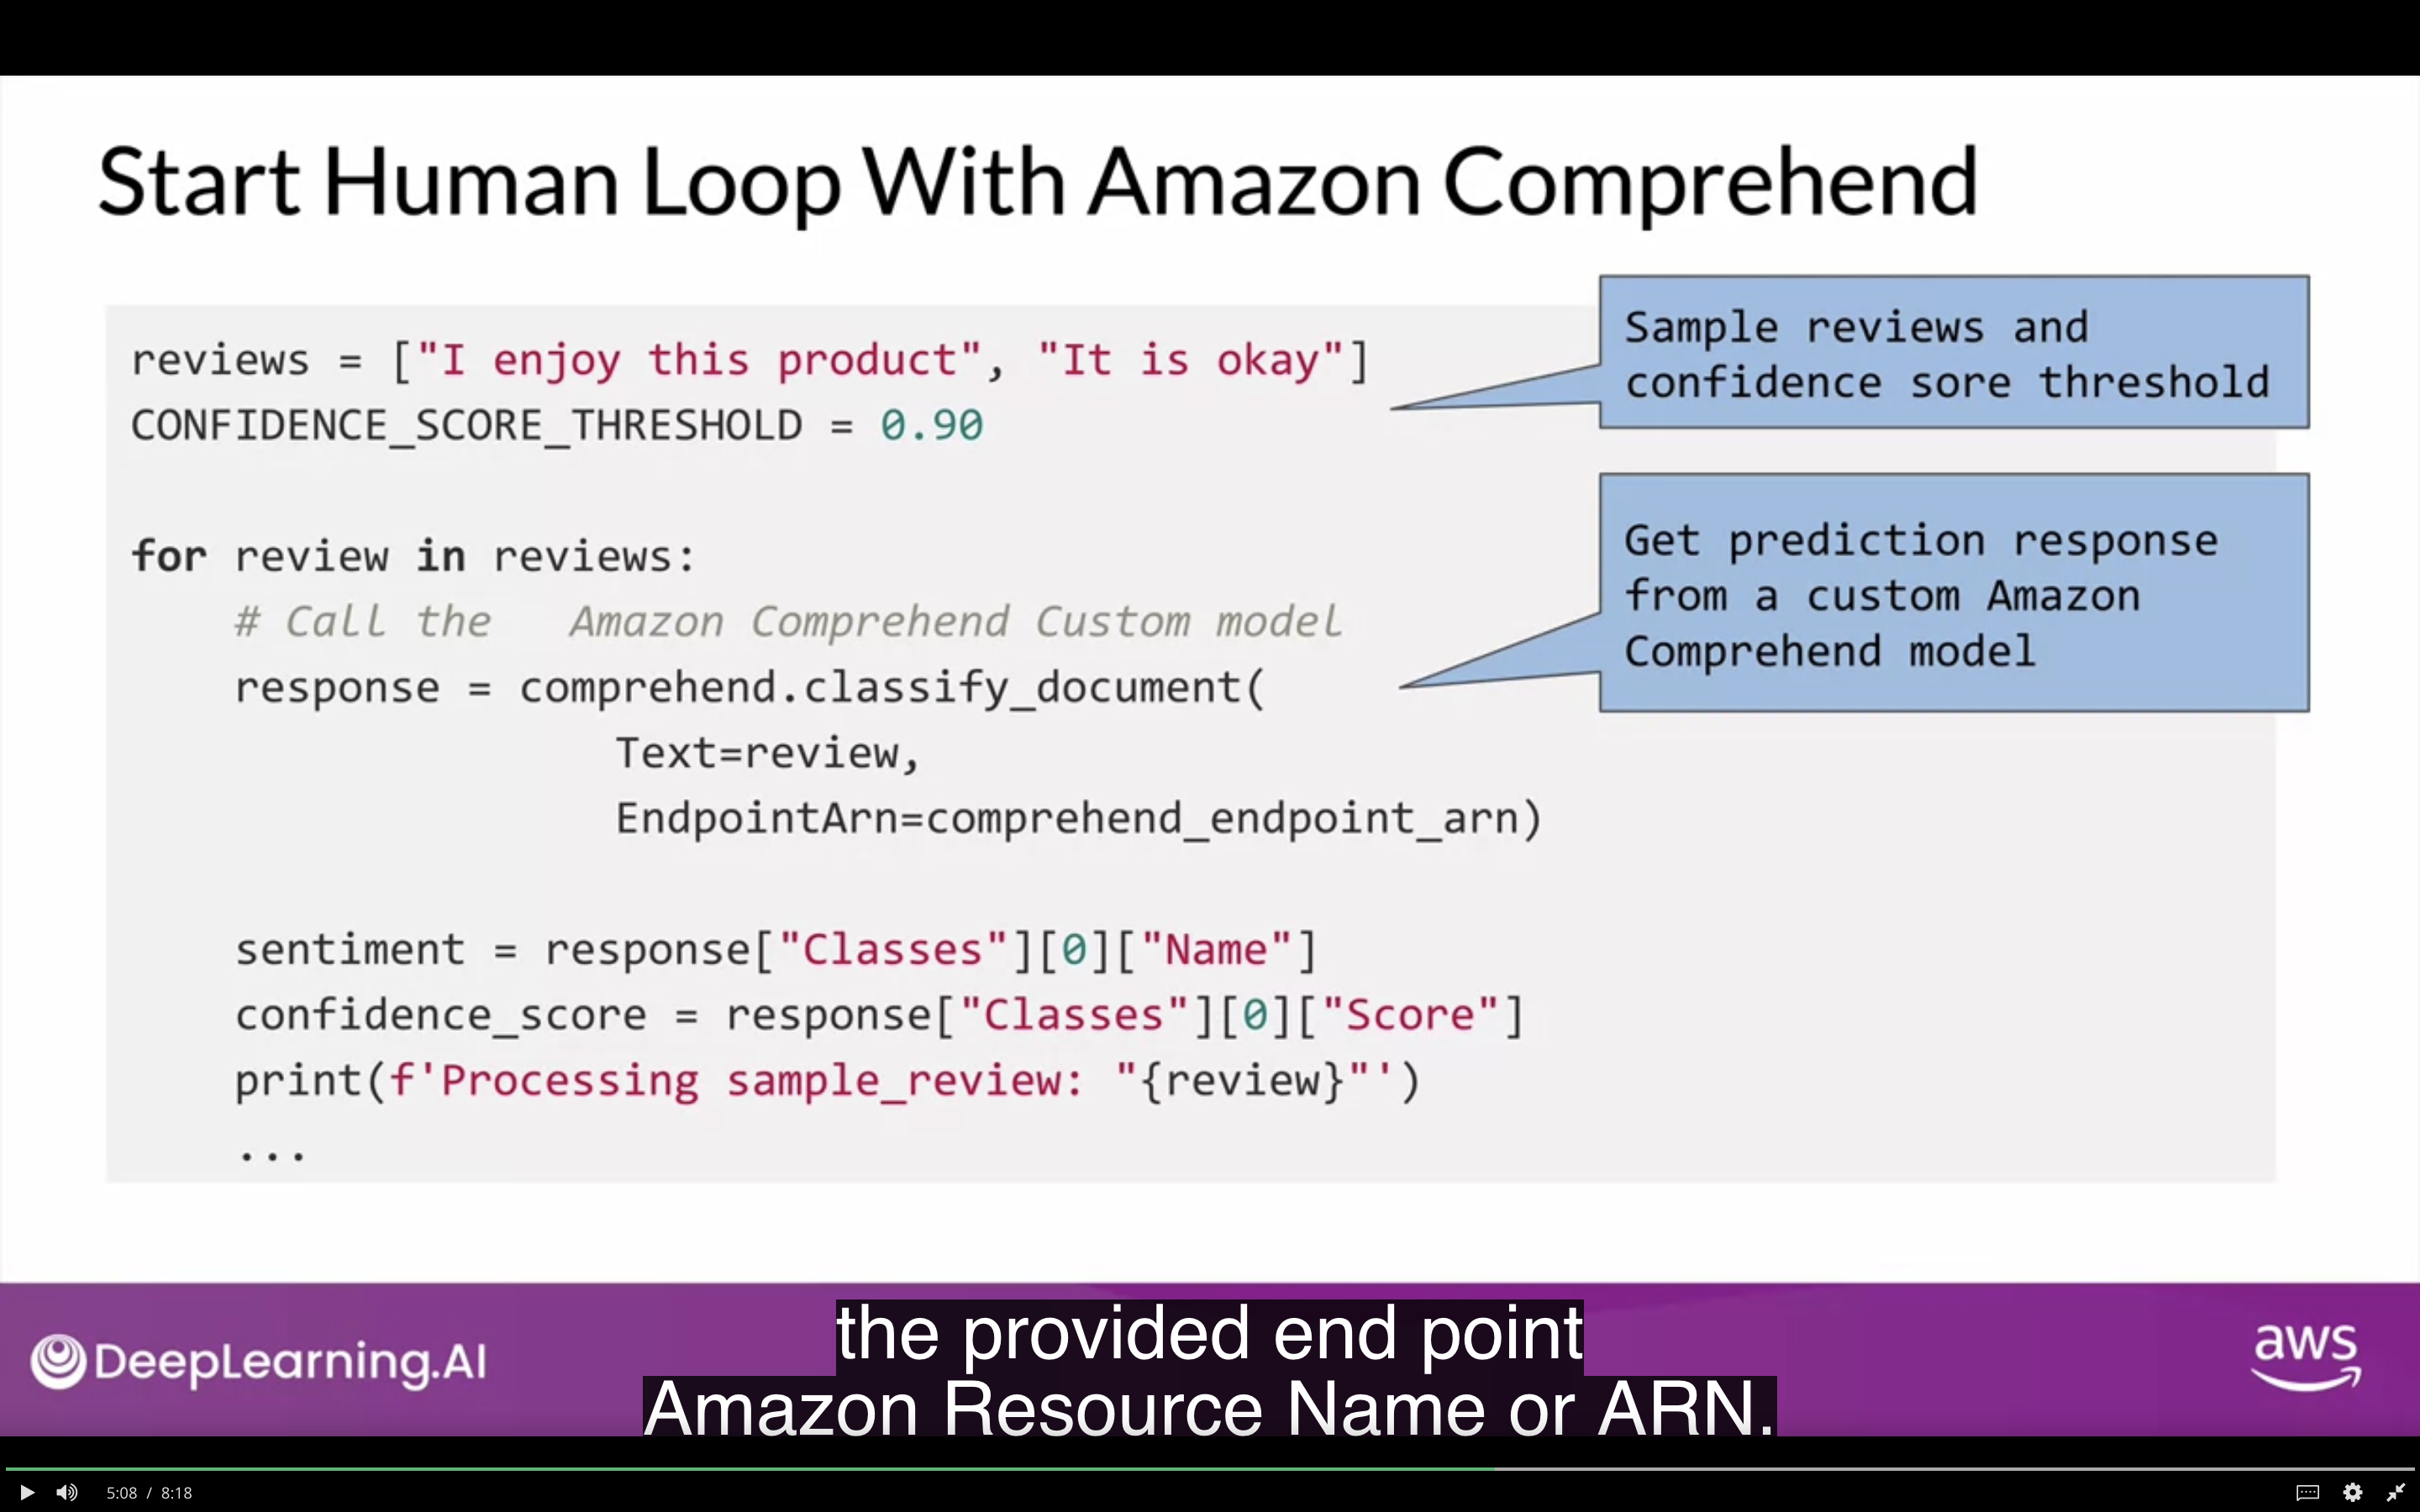 Start Human Loop With Amazon Comprehend
reviews = ["I enjoy this product", "It is okay"]
CONFIDENCE_SCORE_THRESHOLD = 0.90
Sample reviews and
confidence sore threshold
for review in reviews:
# Call the   Amazon Comprehend Custom model
response = comprehend.classify_document(
Text=review,
EndpointArn=comprehend_endpoint_arn)
Get prediction response
from a custom Amazon
Comprehend model
sentiment = response["Classes"][0]["Name"]
confidence_score = response["Classes"][0]["Score"]
print(f'Processing sample_review: "{review}"')
...
DeepLearning.AI
the provided end point
Amazon Resource Name or ARN.
aws
5:08 / 8:18